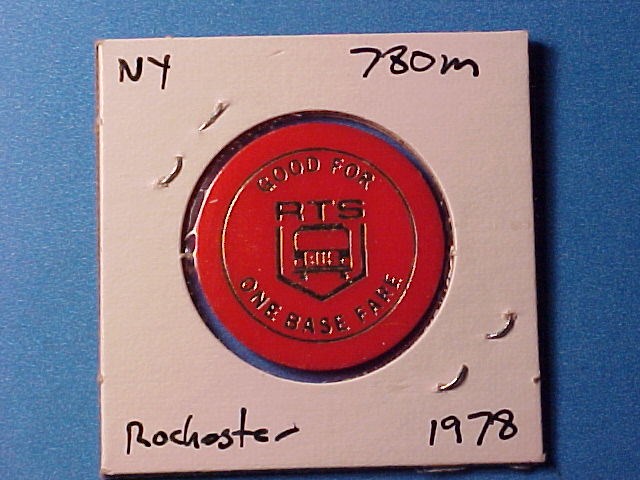 NY 780m
GOOD FOR
RTS
ONE BASE FARE
Rochester 1978